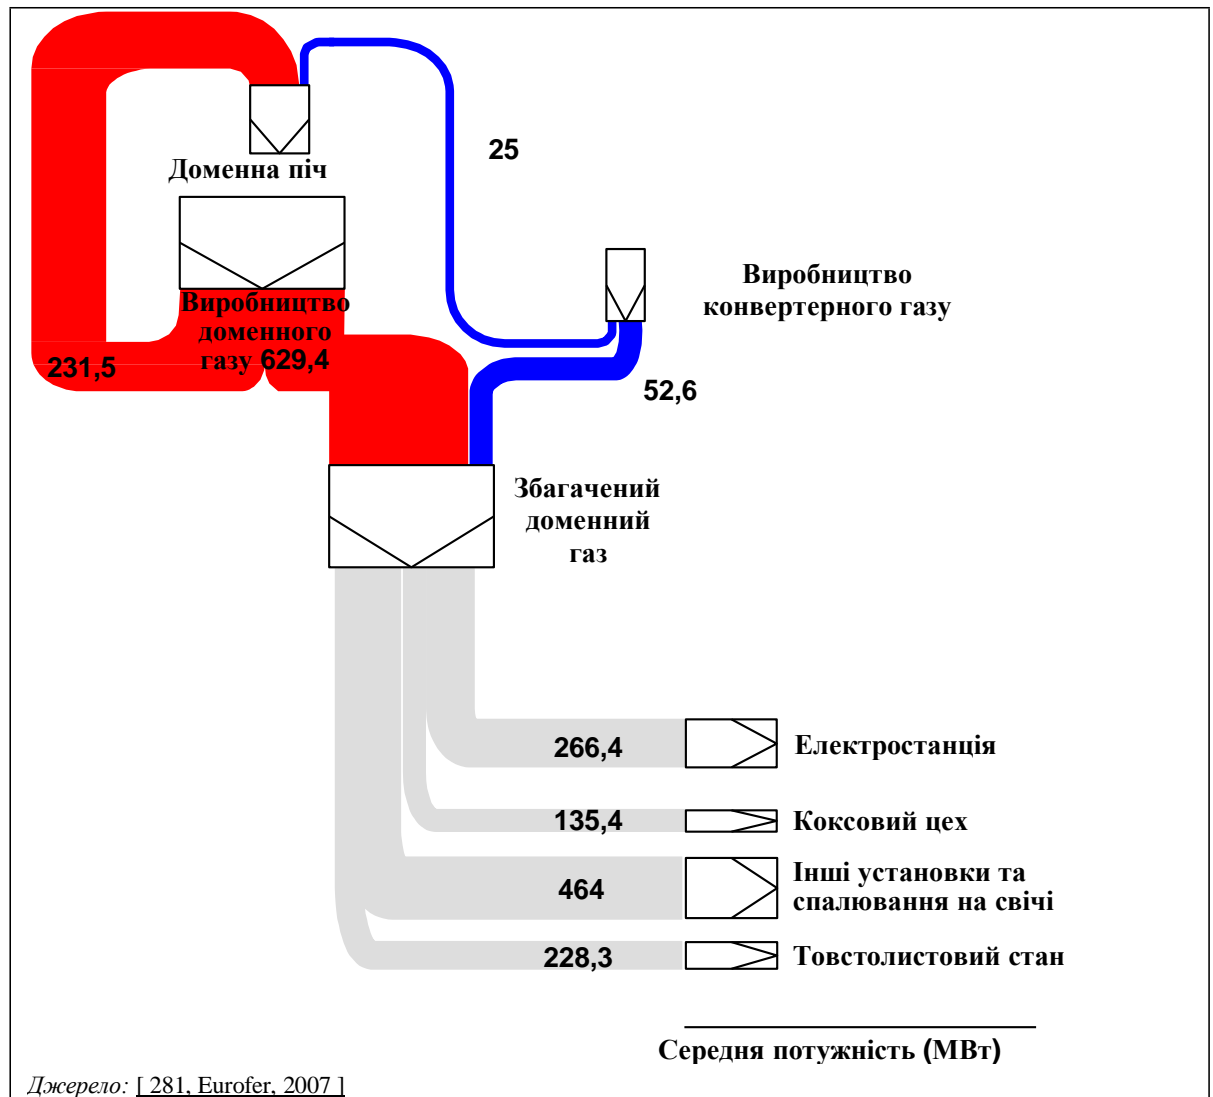 25
Доменна піч
Виробництво
конвертерного газу
Виробництво
доменного
газу 629,4
231,5
52,6
Збагачений
доменний
газ
266,4
Електростанція
135,4
Коксовий цех
464
Інші установки та
спалювання на свічі
228,3
Товстолистовий стан
Середня потужність (МВт)
Джерело: [ 281, Eurofer, 2007 ]